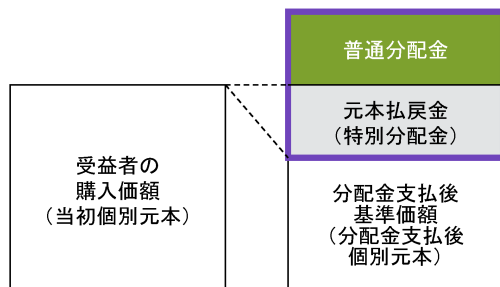 普通分配金
元本払戻金
（特別分配金）
受益者の
購入価額
（当初個別元本）
分配金支払後
基準価額
（分配金支払後
個別元本）